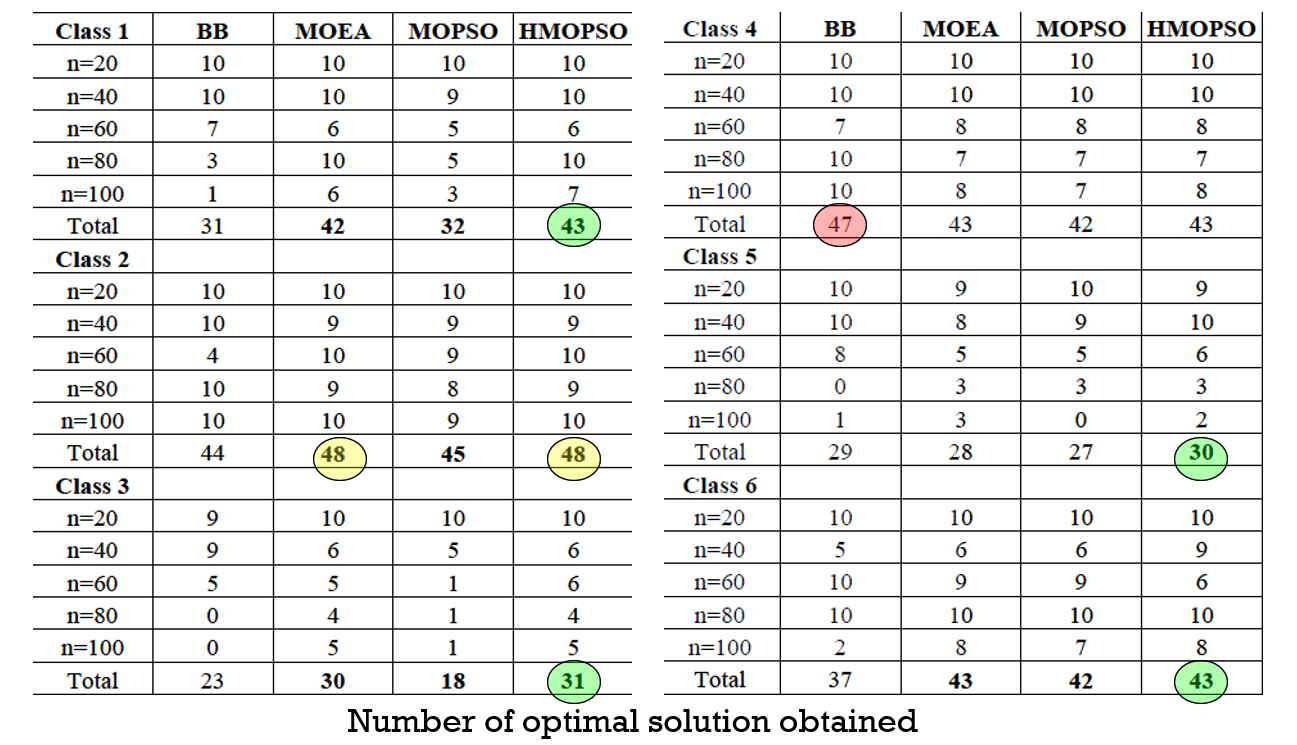 Class 1 BB MOEA MOPSO HMOPSO
n=20 10 10 10 10
n=40 10 10 9 10
n=60 7 6 5 6
n=80 3 10 5 10
n=100 1 6 3 7
Total 31 42 32 43
Class 2
n=20 10 10 10 10
n=40 10 9 9 9
n=60 4 10 9 10
n=80 10 9 8 9
n=100 10 10 9 10
Total 44 48 45 48
Class 3
n=20 9 10 10 10
n=40 9 6 5 6
n=60 5 5 1 6
n=80 0 4 1 4
n=100 0 5 1 5
Total 23 30 18 31
Class 4 BB MOEA MOPSO HMOPSO
n=20 10 10 10 10
n=40 10 10 10 10
n=60 7 8 8 8
n=80 10 7 7 7
n=100 10 8 7 8
Total 47 43 42 43
Class 5
n=20 10 9 10 9
n=40 10 8 9 10
n=60 8 5 5 6
n=80 0 3 3 3
n=100 1 3 0 2
Total 29 28 27 30
Class 6
n=20 10 10 10 10
n=40 5 6 6 9
n=60 10 9 9 6
n=80 10 10 10 10
n=100 2 8 7 8
Total 37 43 42 43
Number of optimal solution obtained